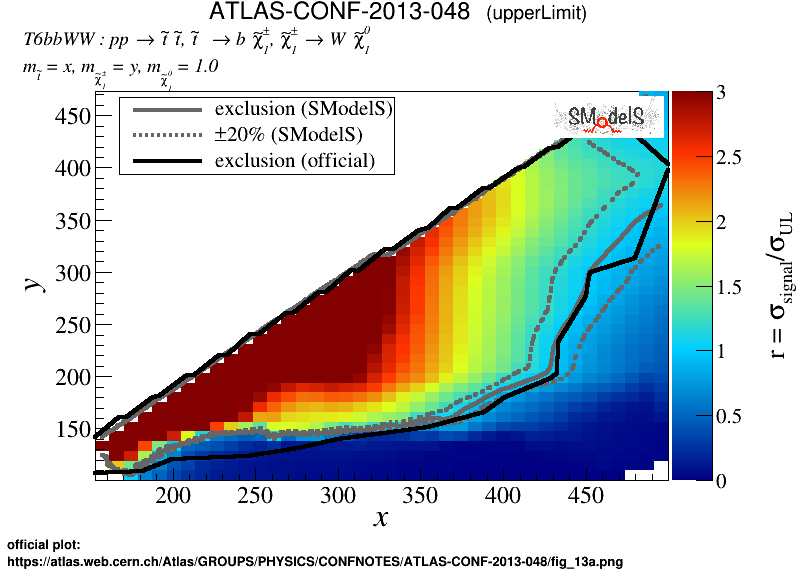 ATLAS-CONF-2013-048 (upperLimit)
T6bbWW : pp → t̃ t̃, t̃ → b χ̃₁±, χ̃₁± → W χ̃₁⁰
m_t̃ = x, m_χ̃₁± = y, m_χ̃₁⁰ = 1.0
exclusion (SModelS)
±20% (SModelS)
exclusion (official)
SModelS
450
400
350
300
250
200
150
y
200 250 300 350 400 450 500
x
3
2.5
2
1.5
1
0.5
0
r = σ_signal/σ_UL
official plot:
https://atlas.web.cern.ch/Atlas/GROUPS/PHYSICS/CONFNOTES/ATLAS-CONF-2013-048/fig_13a.png